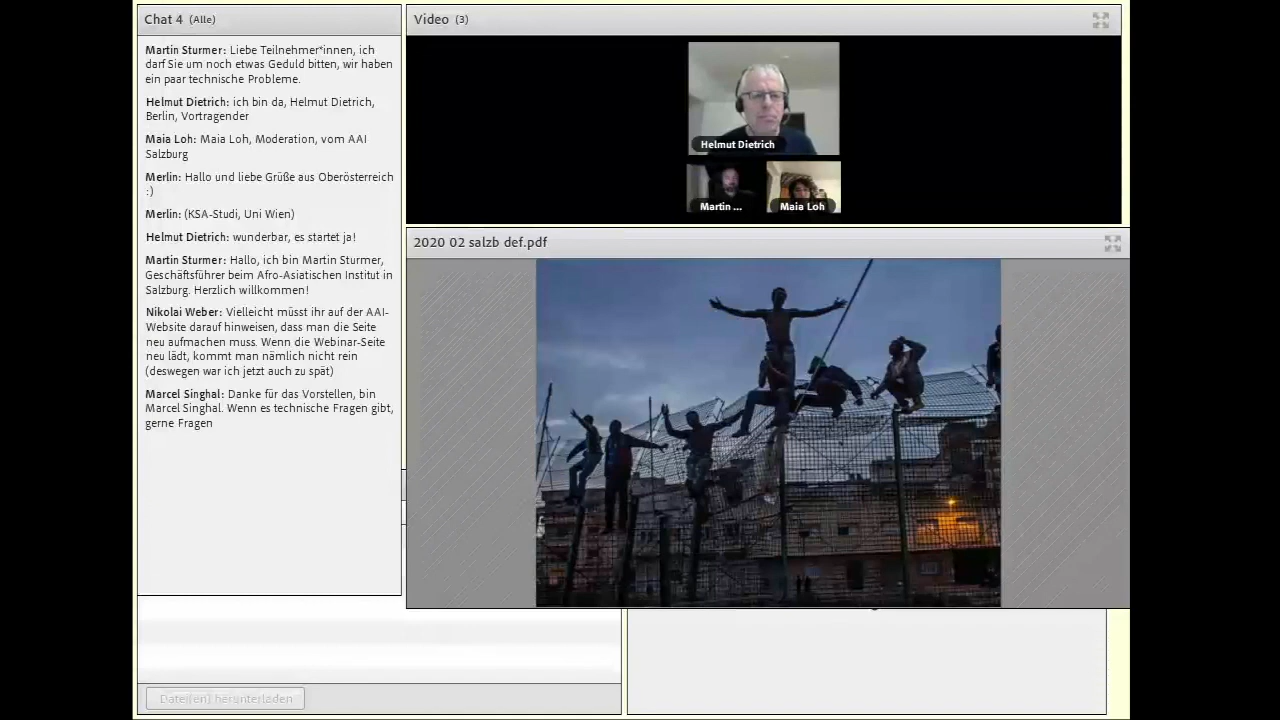 Chat 4 (Alle)
Martin Sturmer: Liebe Teilnehmer*innen, ich
darf Sie um noch etwas Geduld bitten, wir haben
ein paar technische Probleme.
Helmut Dietrich: ich bin da, Helmut Dietrich,
Berlin, Vortragender
Maia Loh: Maia Loh, Moderation, vom AAI
Salzburg
Merlin: Hallo und liebe Grüße aus Oberösterreich
:)
Merlin: (KSA-Studi, Uni Wien)
Helmut Dietrich: wunderbar, es startet ja!
Martin Sturmer: Hallo, ich bin Martin Sturmer,
Geschäftsführer beim Afro-Asiatischen Institut in
Salzburg. Herzlich willkommen!
Nikolai Weber: Vielleicht müsst ihr auf der AAI-
Website darauf hinweisen, dass man die Seite
neu aufmachen muss. Wenn die Webinar-Seite
neu lädt, kommt man nämlich nicht rein
(deswegen war ich jetzt auch zu spät)
Marcel Singhal: Danke für das Vorstellen, bin
Marcel Singhal. Wenn es technische Fragen gibt,
gerne Fragen
Video (3)
Helmut Dietrich
Martin ...
Maia Loh
2020 02 salzb def.pdf
Datei(en) herunterladen